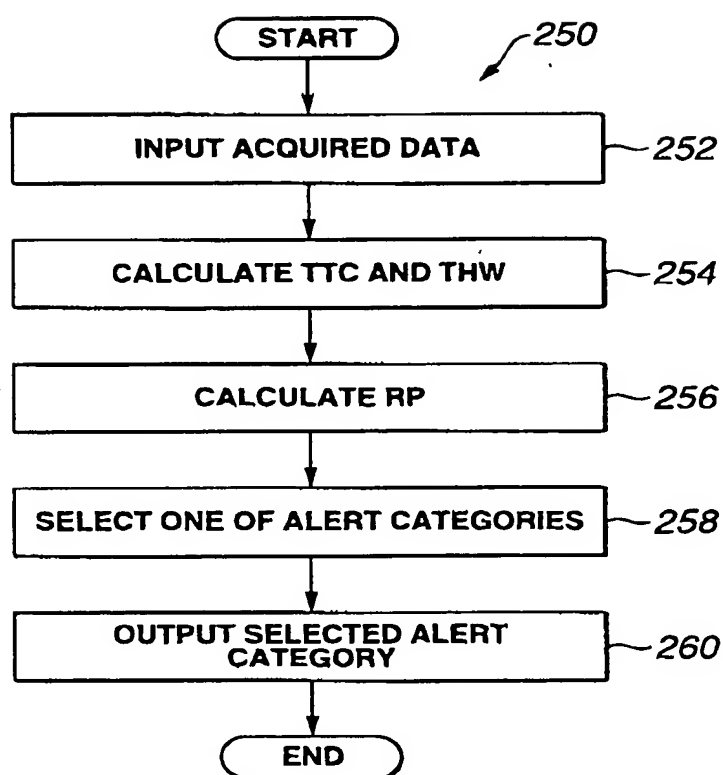 START
250
INPUT ACQUIRED DATA
252
CALCULATE TTC AND THW
254
CALCULATE RP
256
SELECT ONE OF ALERT CATEGORIES
258
OUTPUT SELECTED ALERT
CATEGORY
260
END